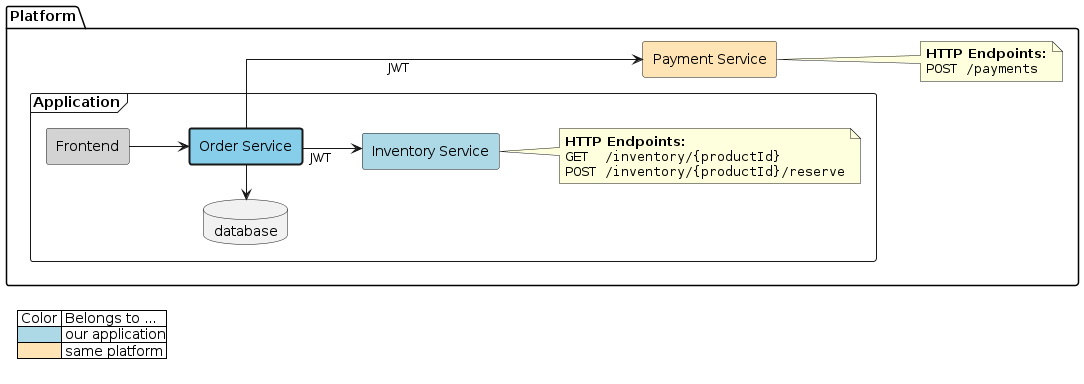 Platform
Payment Service
HTTP Endpoints:
POST /payments
JWT
Application
Frontend
Order Service
JWT
Inventory Service
HTTP Endpoints:
GET  /inventory/{productId}
POST /inventory/{productId}/reserve
database
Color Belongs to ...
our application
same platform